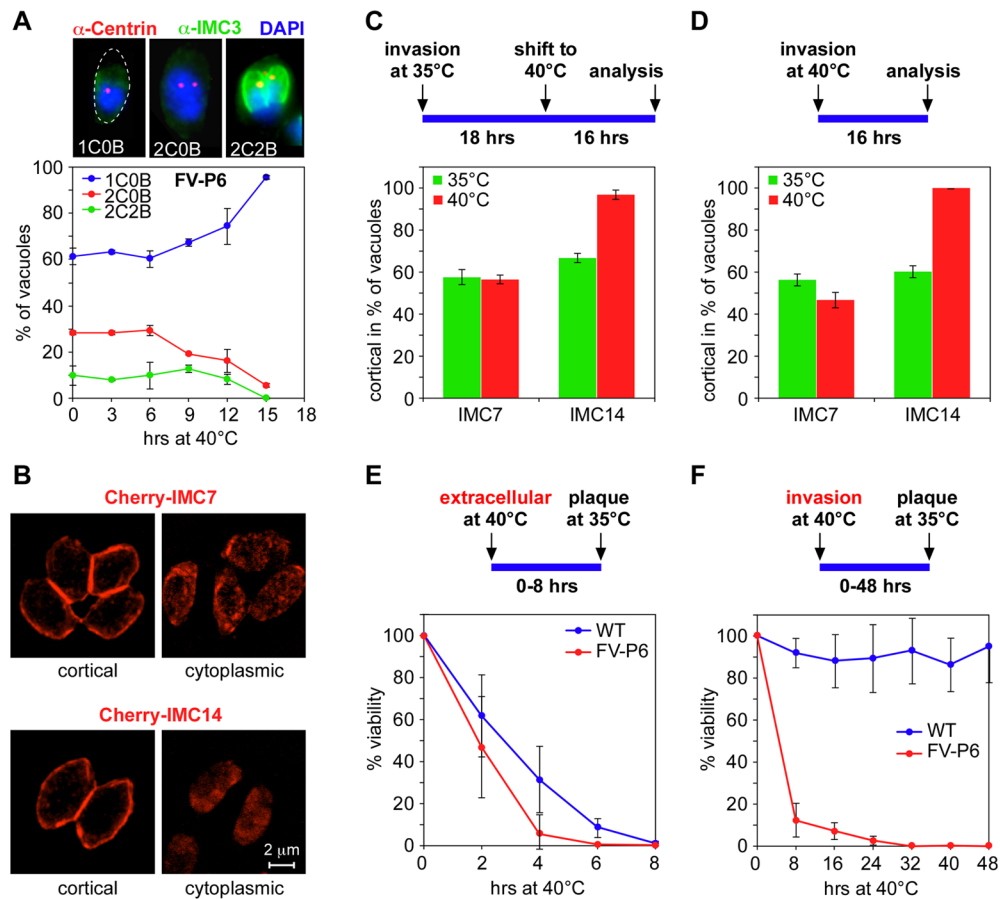 A
α-Centrin α-IMC3 DAPI
1C0B 2C0B 2C2B
FV-P6
1C0B
2C0B
2C2B
% of vacuoles
100
80
60
40
20
0
0 3 6 9 12 15 18
hrs at 40°C
B
Cherry-IMC7
cortical cytoplasmic
Cherry-IMC14
2 μm
cortical cytoplasmic
C
invasion
at 35°C
shift to
40°C
analysis
18 hrs 16 hrs
35°C
40°C
cortical in % of vacuoles
100
80
60
40
20
0
IMC7 IMC14
D
invasion
at 40°C
analysis
16 hrs
35°C
40°C
cortical in % of vacuoles
100
80
60
40
20
0
IMC7 IMC14
E
extracellular
at 40°C
plaque
at 35°C
0-8 hrs
WT
FV-P6
% viability
100
80
60
40
20
0
0 2 4 6 8
hrs at 40°C
F
invasion
at 40°C
plaque
at 35°C
0-48 hrs
WT
FV-P6
% viability
100
80
60
40
20
0
0 8 16 24 32 40 48
hrs at 40°C